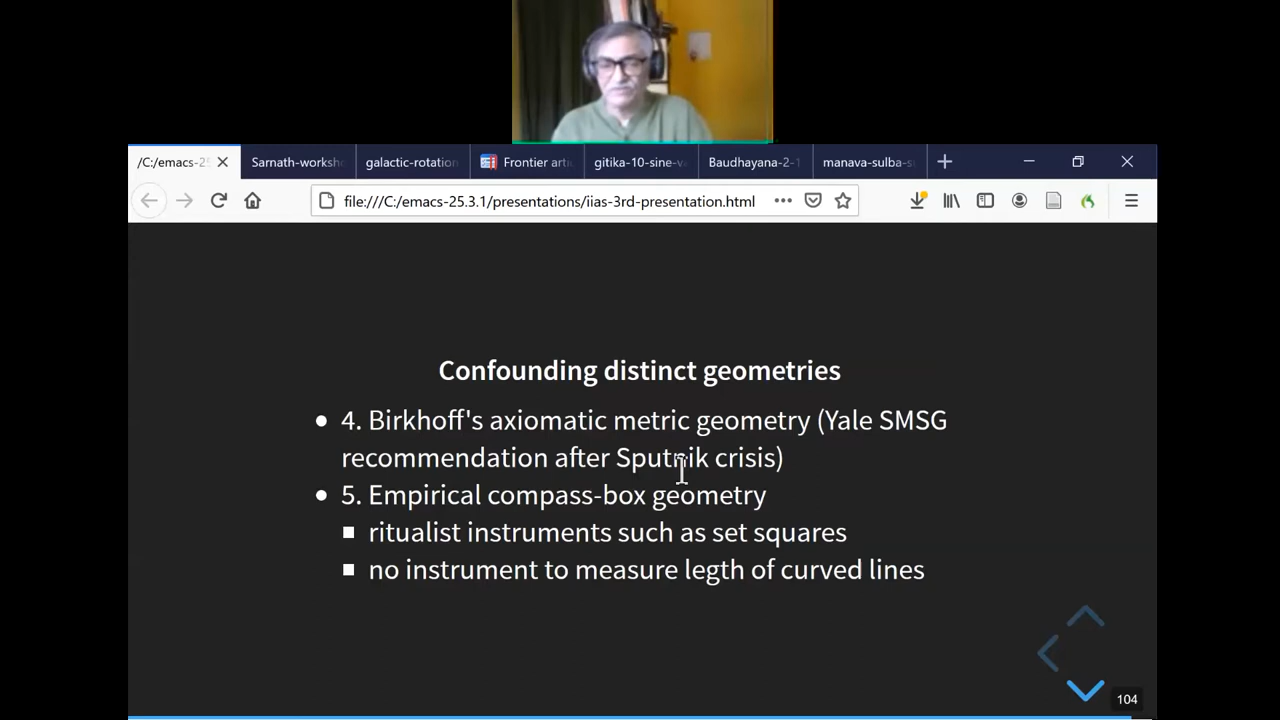 /C:/emacs-25
Sarnath-worksh
galactic-rotation
Frontier arti
gitika-10-sine-v
Baudhayana-2-1
manava-sulba-s
file:///C:/emacs-25.3.1/presentations/iias-3rd-presentation.html
Confounding distinct geometries
4. Birkhoff's axiomatic metric geometry (Yale SMSG
recommendation after Sputnik crisis)
5. Empirical compass-box geometry
ritualist instruments such as set squares
no instrument to measure legth of curved lines
104